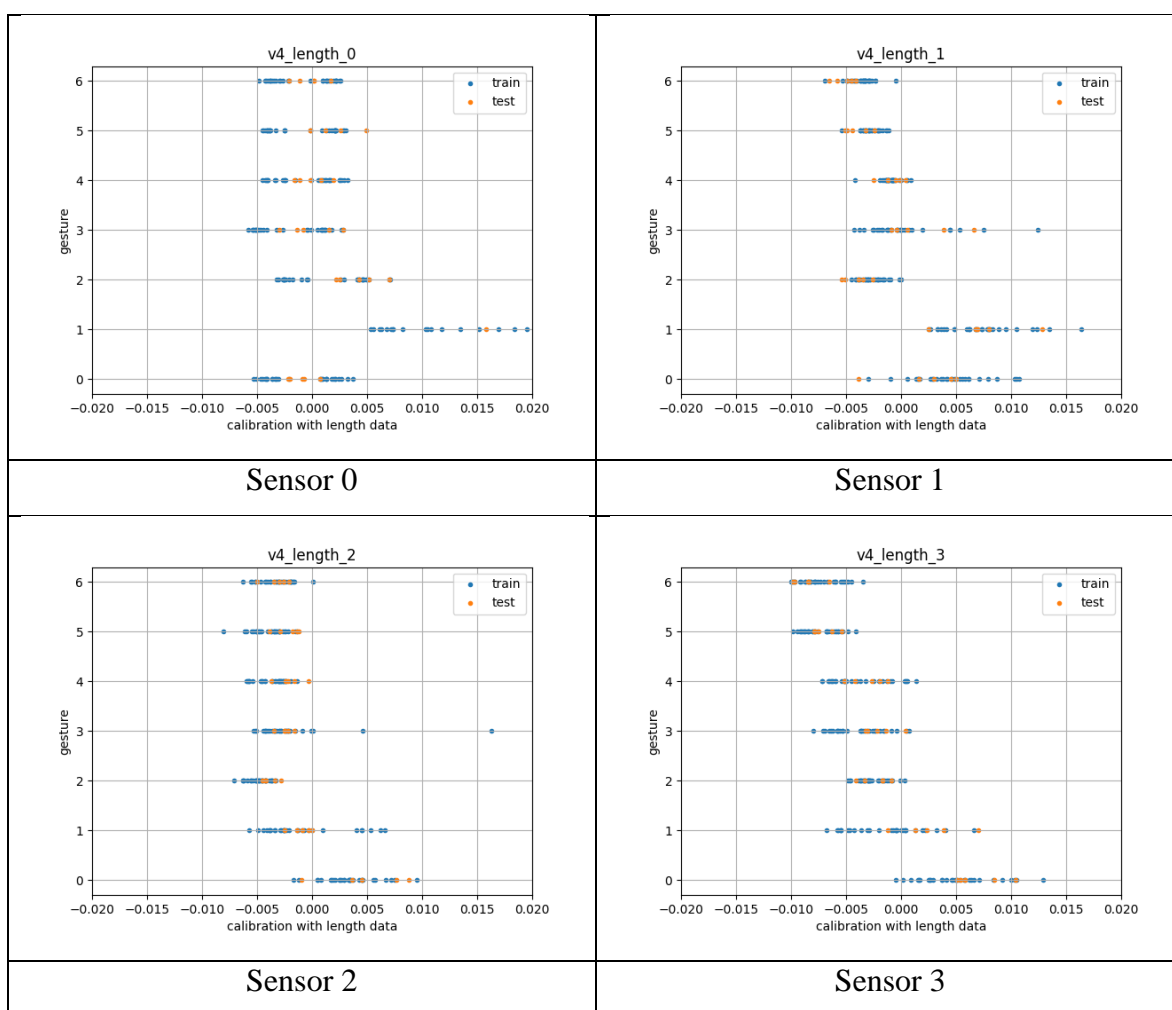 v4_length_0
6
5
4
3
2
1
0
gesture
train
test
−0.020 −0.015 −0.010 −0.005 0.000 0.005 0.010 0.015 0.020
calibration with length data
Sensor 0
v4_length_1
6
5
4
3
2
1
0
gesture
train
test
−0.020 −0.015 −0.010 −0.005 0.000 0.005 0.010 0.015 0.020
calibration with length data
Sensor 1
v4_length_2
6
5
4
3
2
1
0
gesture
train
test
−0.020 −0.015 −0.010 −0.005 0.000 0.005 0.010 0.015 0.020
calibration with length data
Sensor 2
v4_length_3
6
5
4
3
2
1
0
gesture
train
test
−0.020 −0.015 −0.010 −0.005 0.000 0.005 0.010 0.015 0.020
calibration with length data
Sensor 3